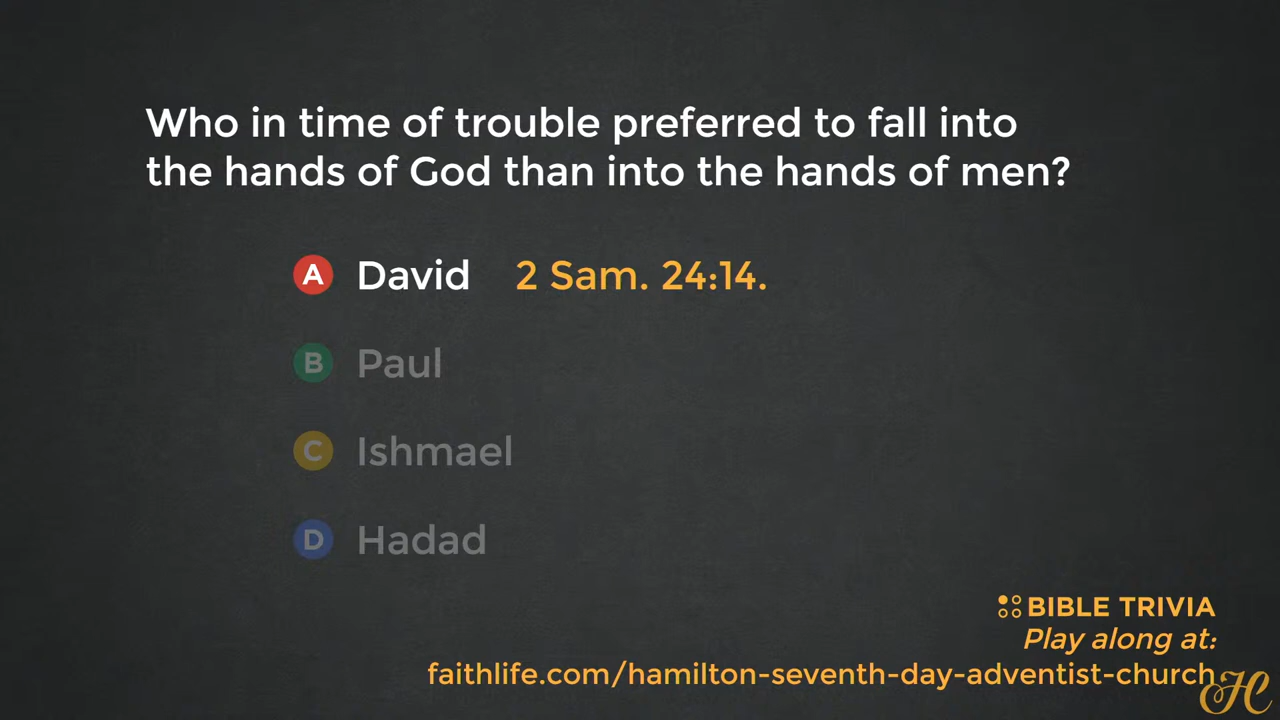 Who in time of trouble preferred to fall into
the hands of God than into the hands of men?
A David 2 Sam. 24:14.
B Paul
C Ishmael
D Hadad
BIBLE TRIVIA
Play along at:
faithlife.com/hamilton-seventh-day-adventist-church
HC